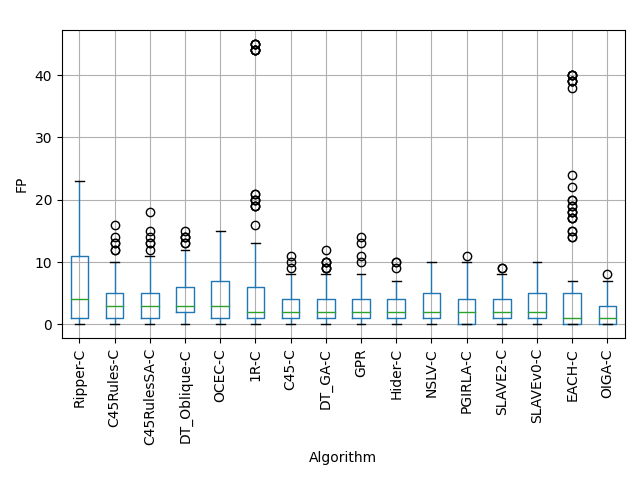 40
30
20
10
0
FP
Ripper-C
C45Rules-C
C45RulesSA-C
DT_Oblique-C
OCEC-C
1R-C
C45-C
DT_GA-C
GPR
Hider-C
NSLV-C
PGIRLA-C
SLAVE2-C
SLAVEv0-C
EACH-C
OIGA-C
Algorithm